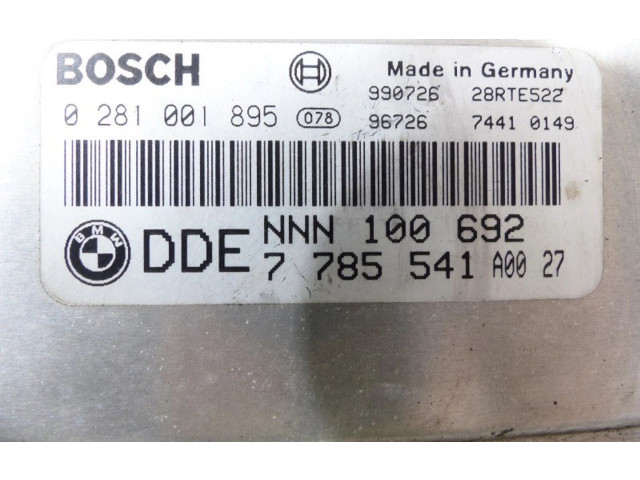 BOSCH Made in Germany
990726 28RTE522
0 281 001 895 078 96726 7441 0149
BMW DDE NNN 100 692
7 785 541 A00 27